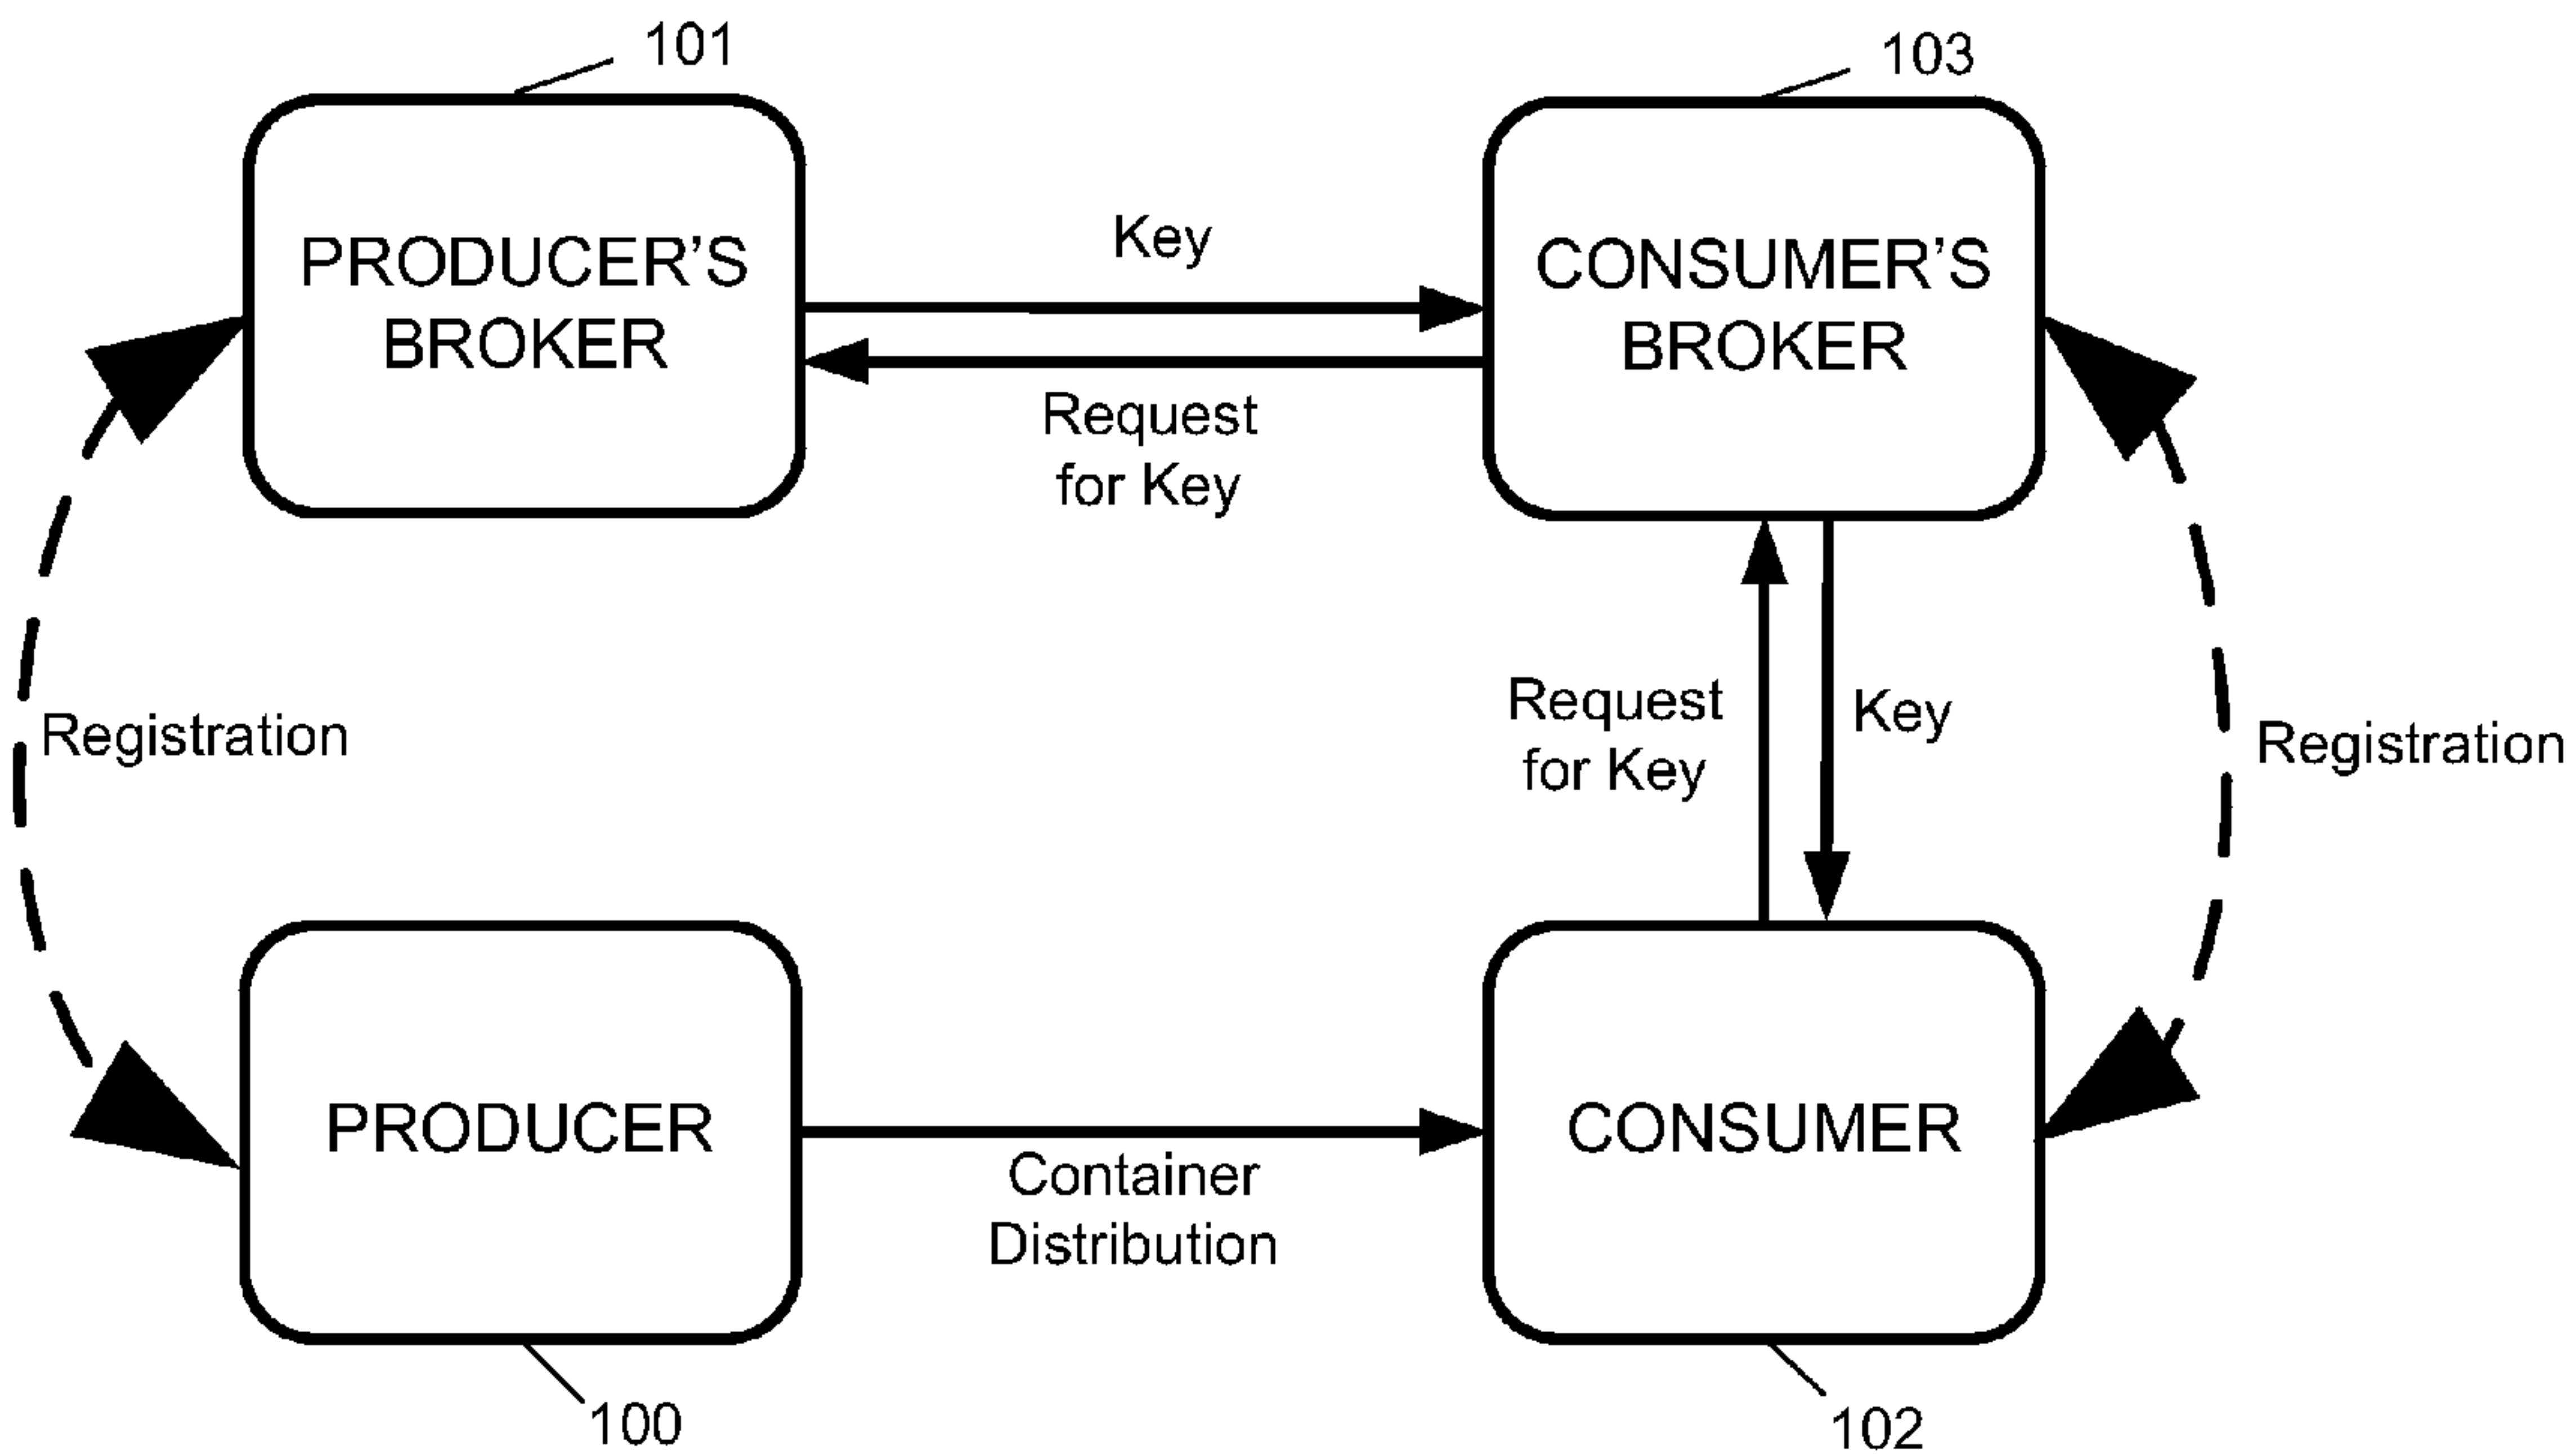 101
103
PRODUCER'S
BROKER
Key
Request
for Key
CONSUMER'S
BROKER
Registration
Request
for Key
Key
Registration
PRODUCER
Container
Distribution
CONSUMER
100
102